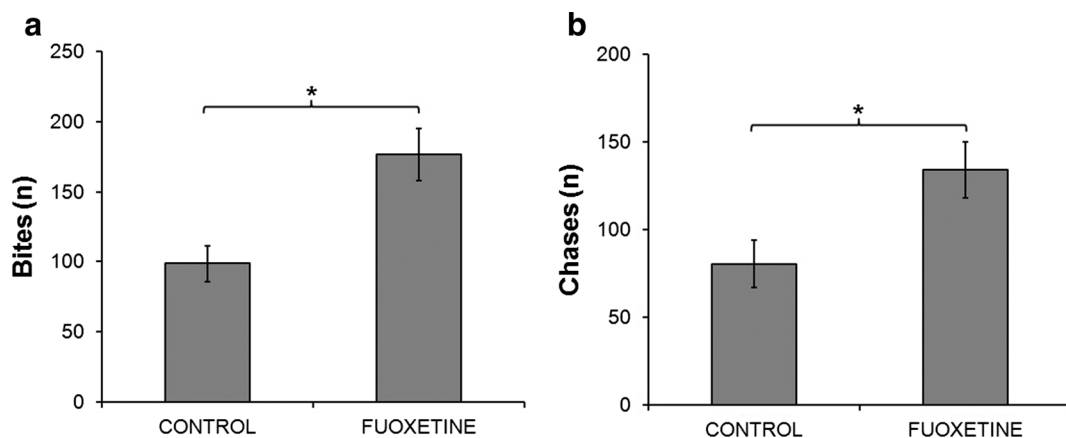 a
250
200
150
100
50
0
Bites (n)
*
CONTROL FUOXETINE
b
200
150
100
50
0
Chases (n)
*
CONTROL FUOXETINE